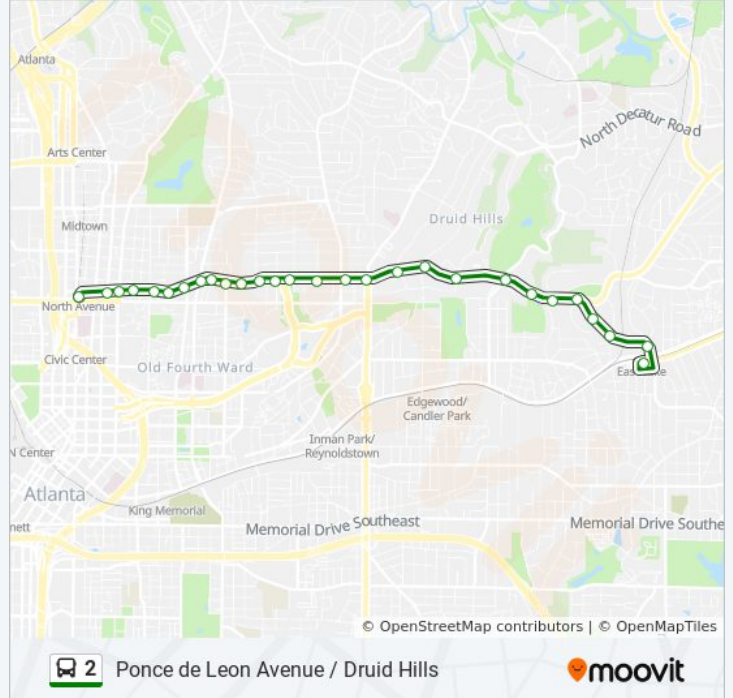 Atlanta
North Decatur Road
Arts Center
Druid Hills
Midtown
North Avenue
Civic Center
Old Fourth Ward
Edgewood/
Candler Park
Inman Park/
Reynoldstown
N Center
Atlanta
King Memorial
nett
Memorial Drive Southeast
Memorial Drive Southe
© OpenStreetMap contributors | © OpenMapTiles
2 Ponce de Leon Avenue / Druid Hills
moovit